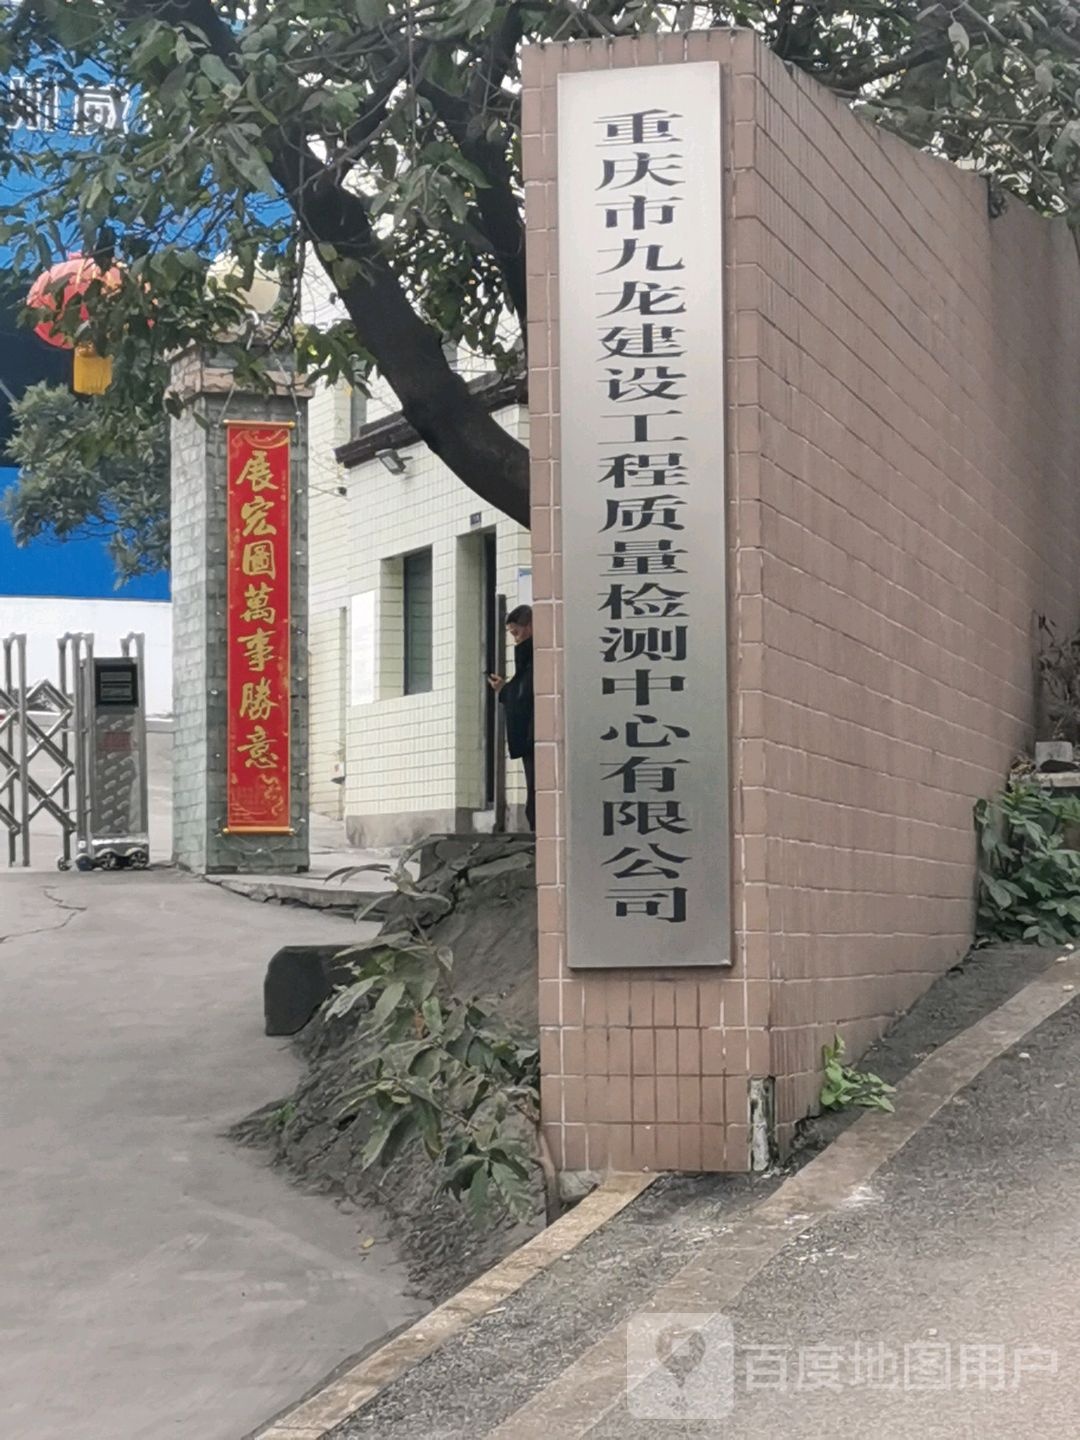 重庆市九龙建设工程质量检测中心有限公司
展宏圖萬事勝意
百度地图用户